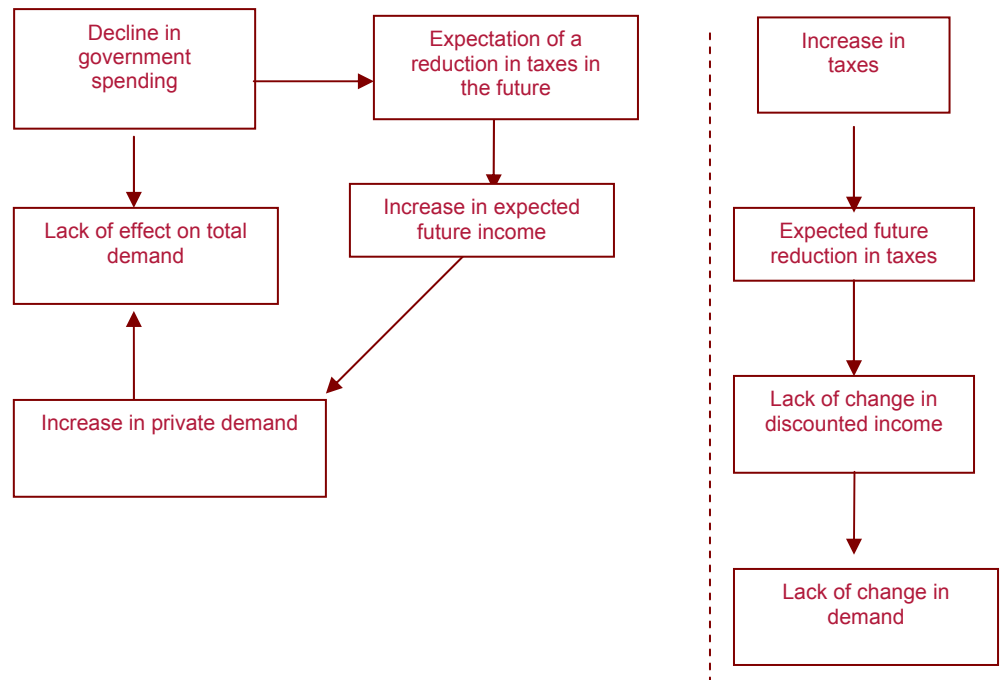 Decline in
government
spending
Expectation of a
reduction in taxes in
the future
Increase in
taxes
Lack of effect on total
demand
Increase in expected
future income
Expected future
reduction in taxes
Increase in private demand
Lack of change in
discounted income
Lack of change in
demand